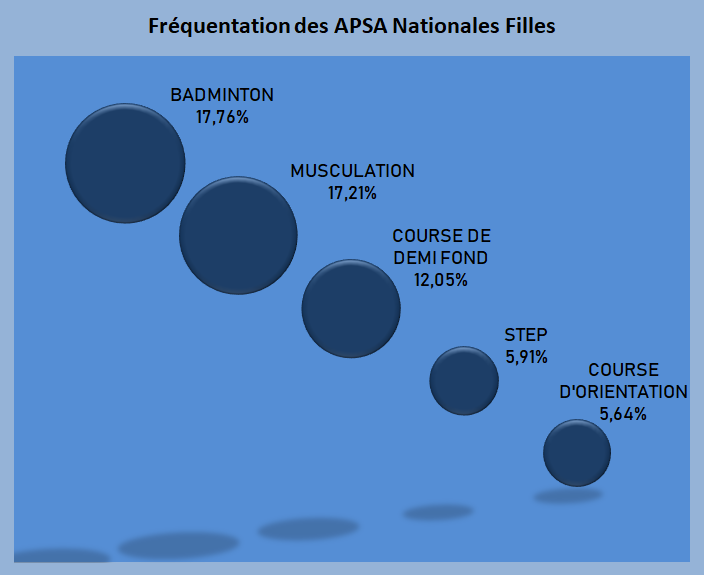 Fréquentation des APSA Nationales Filles
BADMINTON
17,76%
MUSCULATION
17,21%
COURSE DE
DEMI FOND
12,05%
STEP
5,91%
COURSE
D'ORIENTATION
5,64%